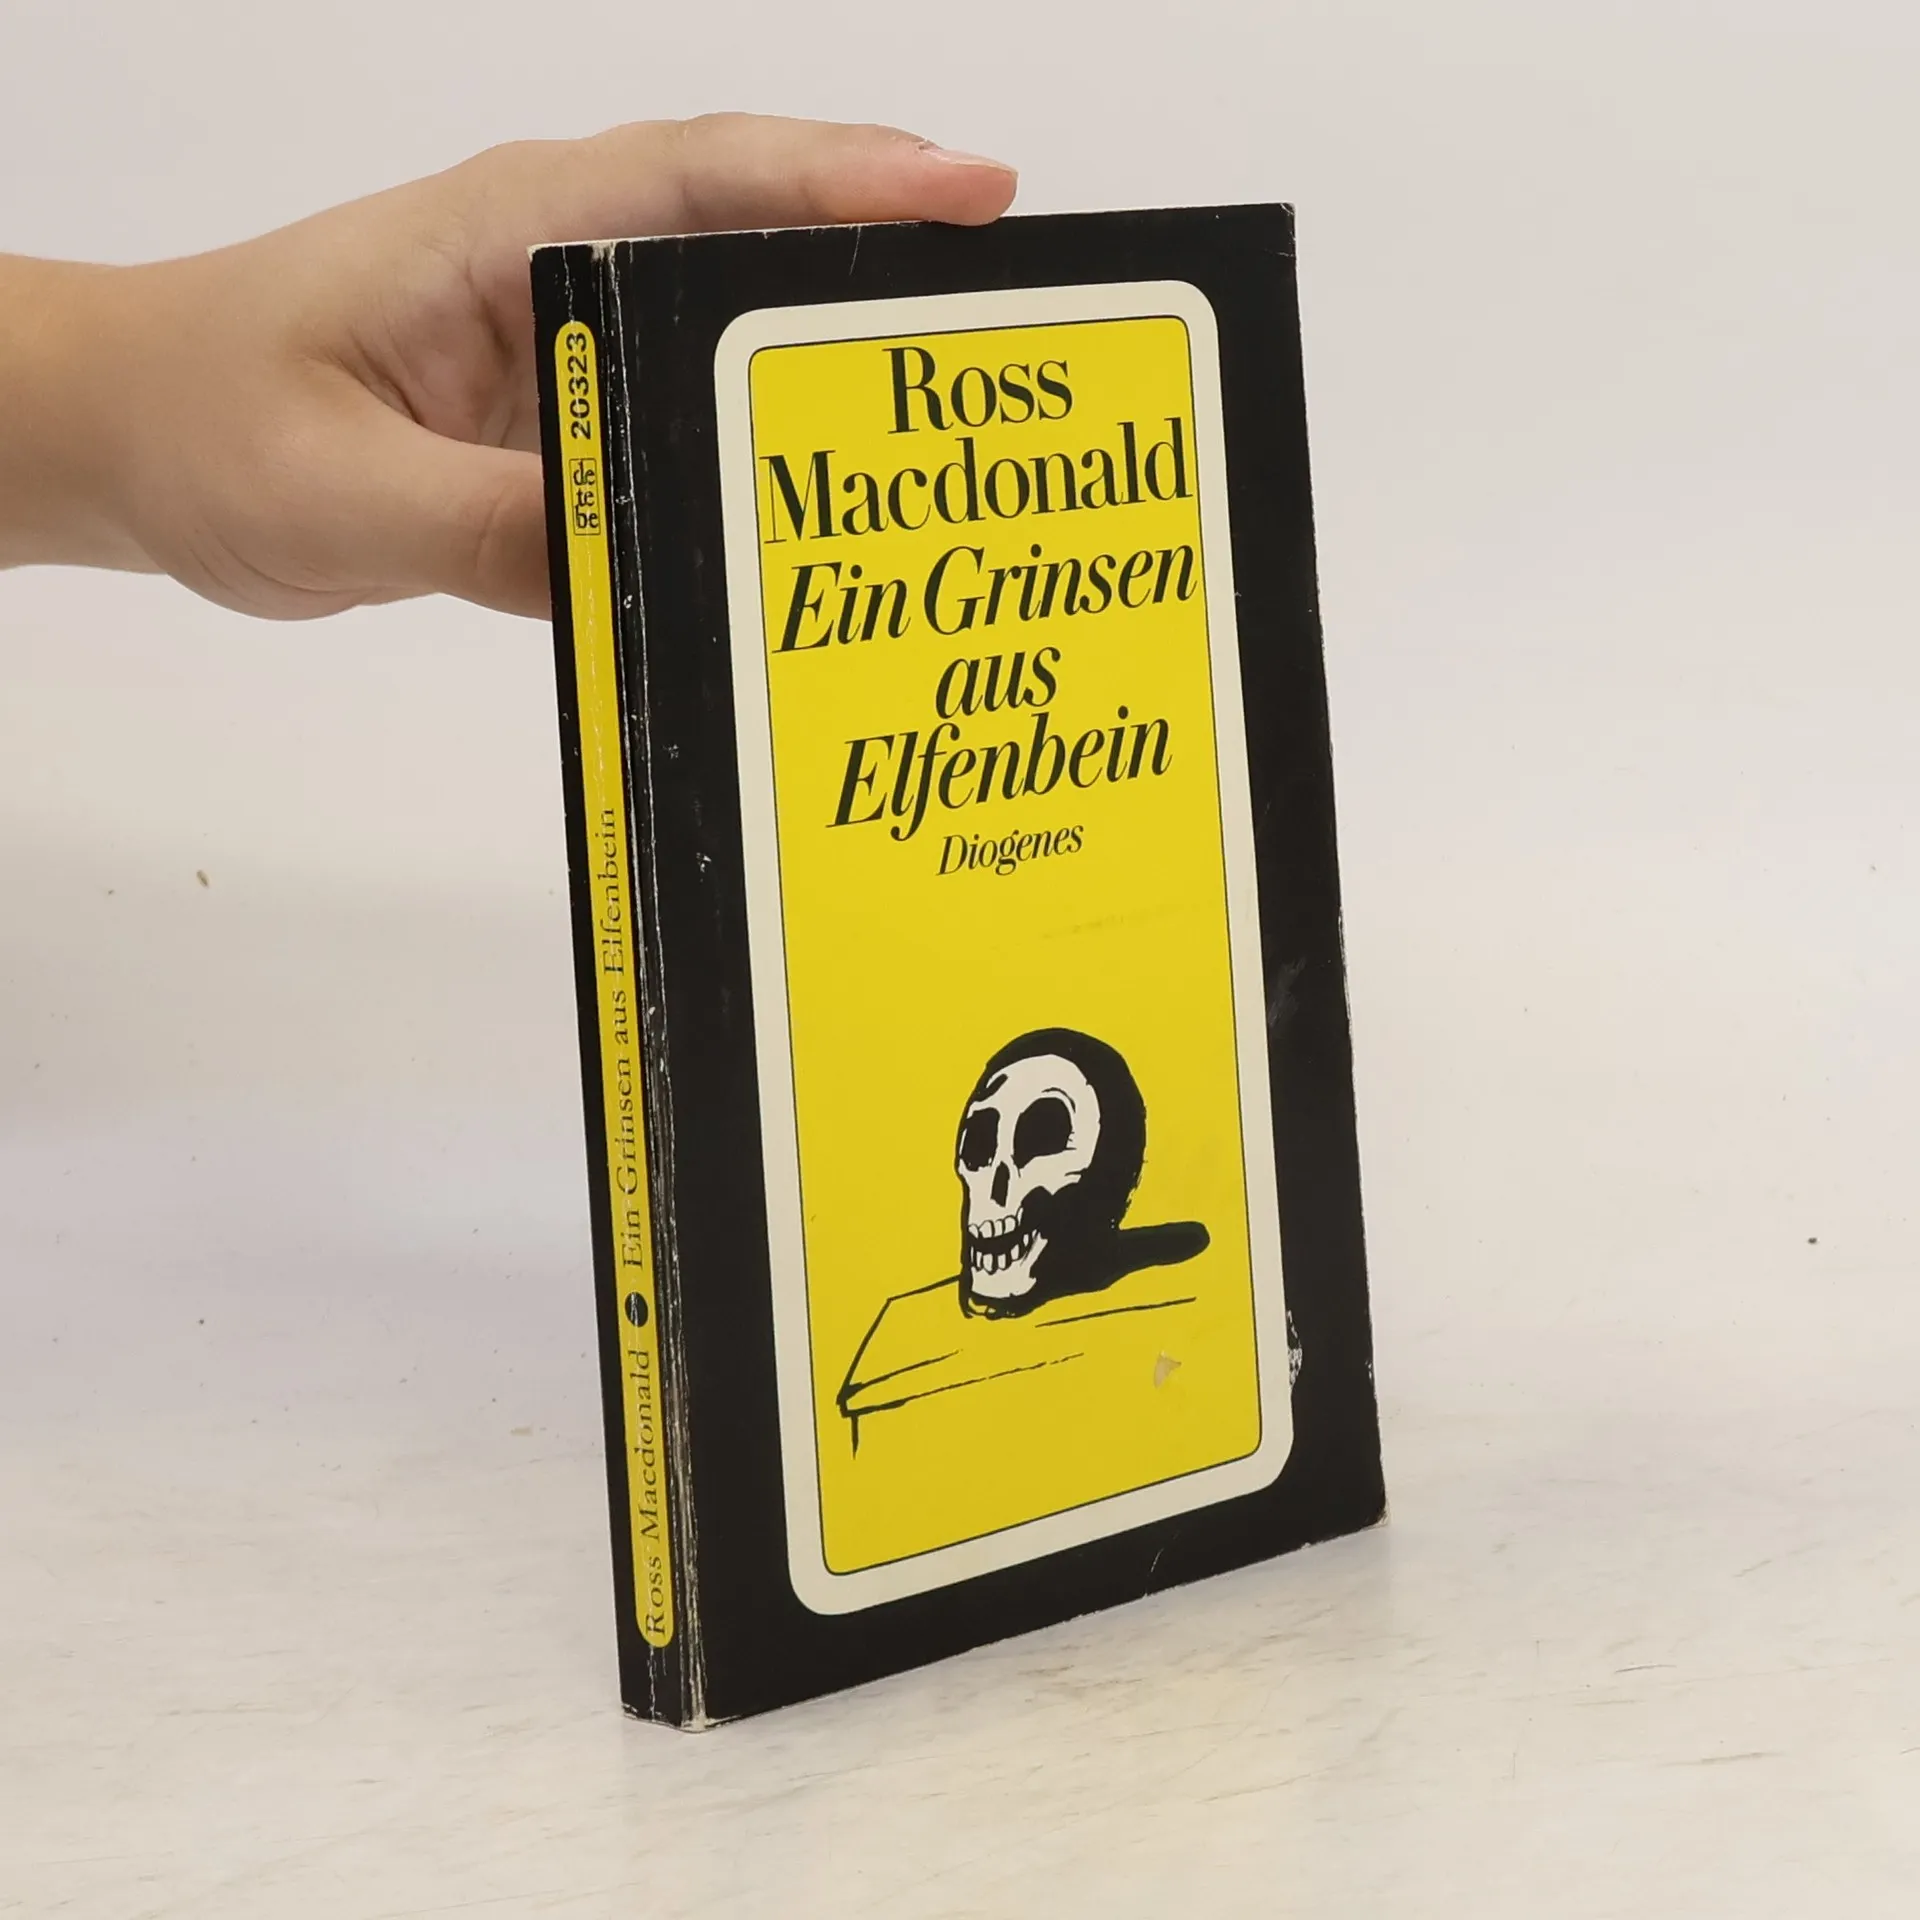 Ross
Macdonald
Ein Grinsen
aus
Elfenbein
Diogenes
Ross Macdonald ● Ein Grinsen aus Elfenbein
de
te
be
20323